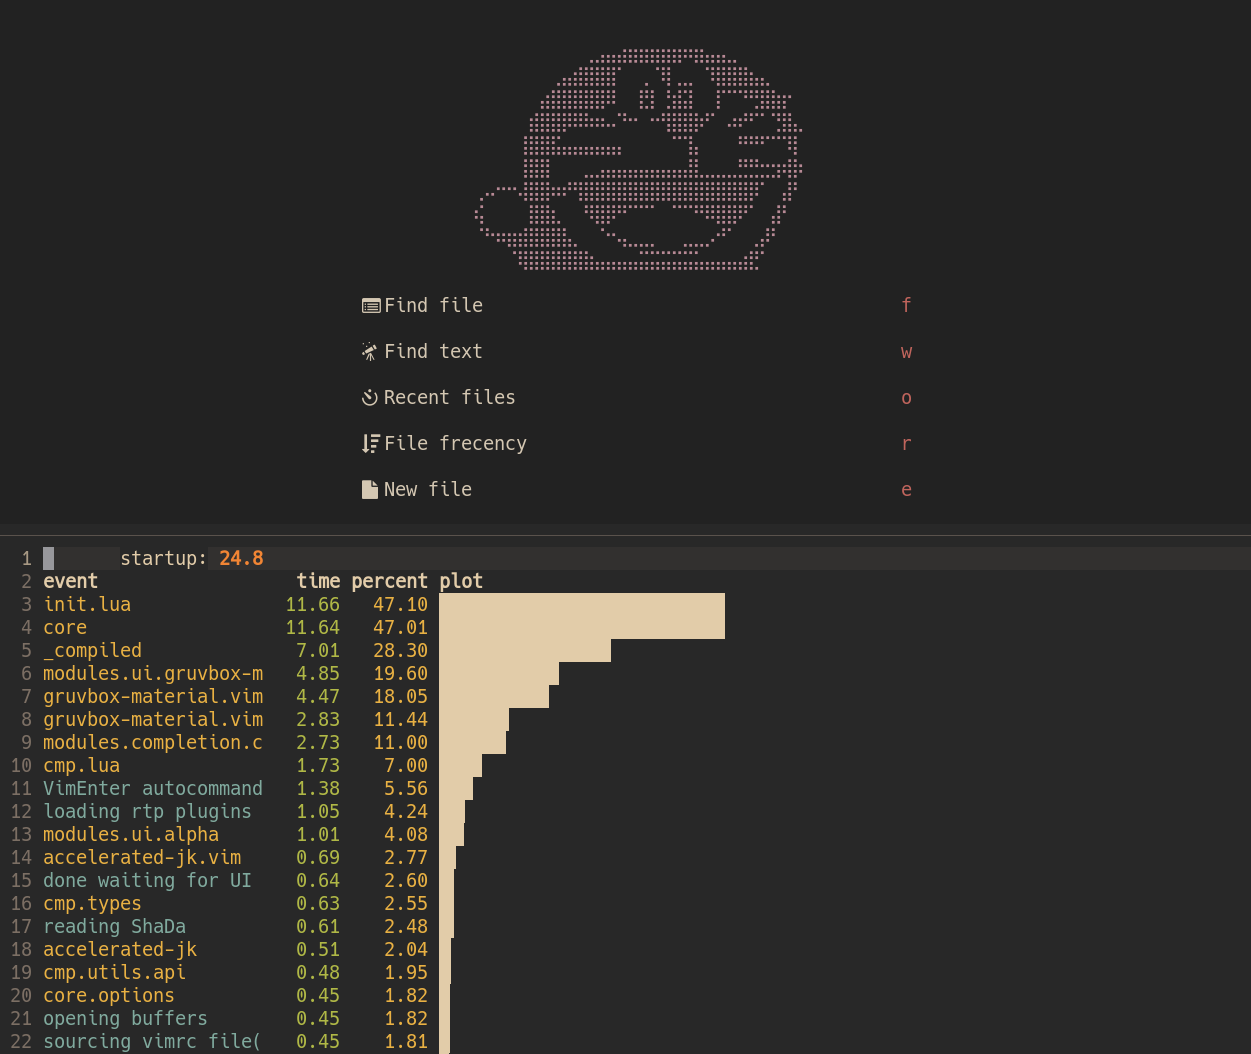 Find file f
Find text w
Recent files o
File frecency r
New file e
1 startup: 24.8
2 event time percent plot
3 init.lua 11.66 47.10
4 core 11.64 47.01
5 _compiled 7.01 28.30
6 modules.ui.gruvbox-m 4.85 19.60
7 gruvbox-material.vim 4.47 18.05
8 gruvbox-material.vim 2.83 11.44
9 modules.completion.c 2.73 11.00
10 cmp.lua 1.73 7.00
11 VimEnter autocommand 1.38 5.56
12 loading rtp plugins 1.05 4.24
13 modules.ui.alpha 1.01 4.08
14 accelerated-jk.vim 0.69 2.77
15 done waiting for UI 0.64 2.60
16 cmp.types 0.63 2.55
17 reading ShaDa 0.61 2.48
18 accelerated-jk 0.51 2.04
19 cmp.utils.api 0.48 1.95
20 core.options 0.45 1.82
21 opening buffers 0.45 1.82
22 sourcing vimrc file( 0.45 1.81